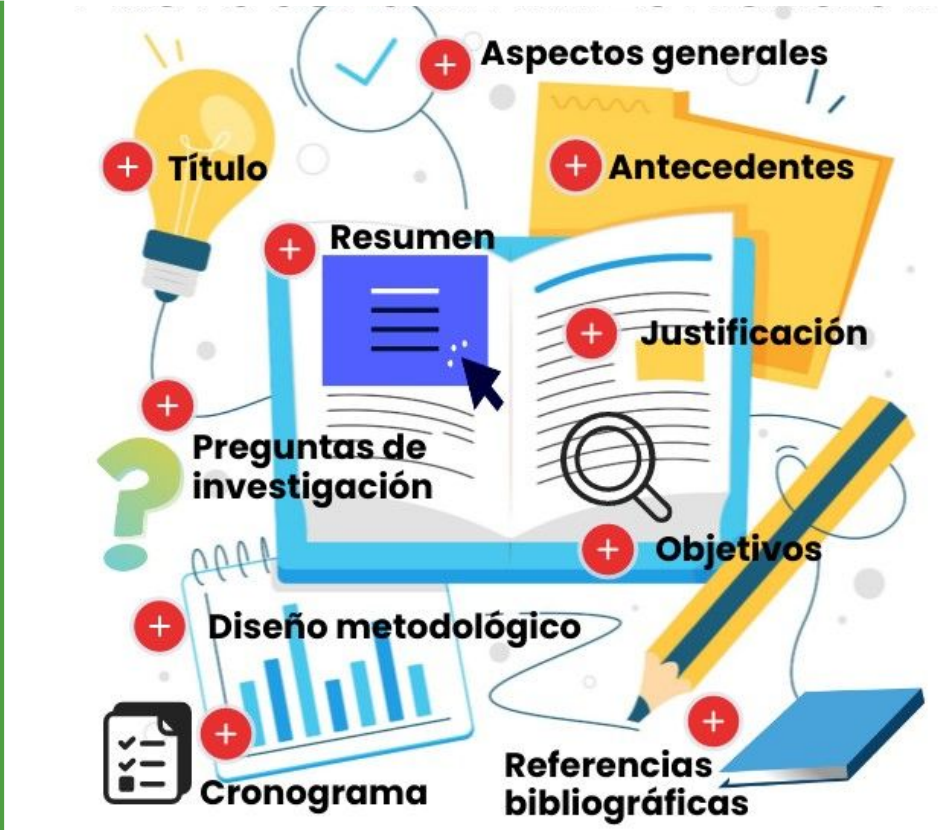 Aspectos generales
Título
Antecedentes
Resumen
Justificación
Preguntas de
investigación
Objetivos
Diseño metodológico
Cronograma
Referencias
bibliográficas